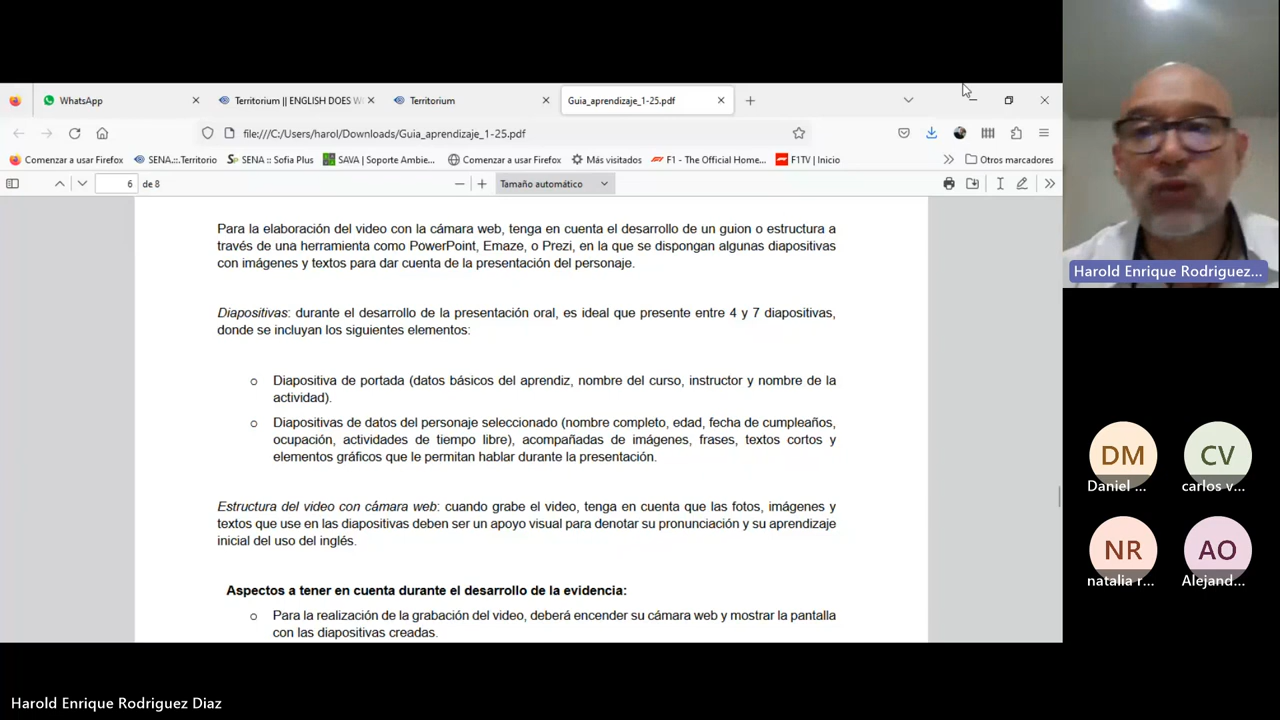 WhatsApp
Territorium || ENGLISH DOES W
Territorium
Guia_aprendizaje_1-25.pdf
file:///C:/Users/harol/Downloads/Guia_aprendizaje_1-25.pdf
Comenzar a usar Firefox
SENA.::.Territorio
SENA :: Sofia Plus
SAVA | Soporte Ambie...
Comenzar a usar Firefox
Más visitados
F1 - The Official Home...
F1TV | Inicio
Otros marcadores
6 de 8
Tamaño automático
Para la elaboración del video con la cámara web, tenga en cuenta el desarrollo de un guion o estructura a
través de una herramienta como PowerPoint, Emaze, o Prezi, en la que se dispongan algunas diapositivas
con imágenes y textos para dar cuenta de la presentación del personaje.
Diapositivas: durante el desarrollo de la presentación oral, es ideal que presente entre 4 y 7 diapositivas,
donde se incluyan los siguientes elementos:
o Diapositiva de portada (datos básicos del aprendiz, nombre del curso, instructor y nombre de la
actividad).
o Diapositivas de datos del personaje seleccionado (nombre completo, edad, fecha de cumpleaños,
ocupación, actividades de tiempo libre), acompañadas de imágenes, frases, textos cortos y
elementos gráficos que le permitan hablar durante la presentación.
Estructura del video con cámara web: cuando grabe el video, tenga en cuenta que las fotos, imágenes y
textos que use en las diapositivas deben ser un apoyo visual para denotar su pronunciación y su aprendizaje
inicial del uso del inglés.
Aspectos a tener en cuenta durante el desarrollo de la evidencia:
o Para la realización de la grabación del video, deberá encender su cámara web y mostrar la pantalla
con las diapositivas creadas.
Harold Enrique Rodriguez...
DM
Daniel ...
CV
carlos v...
NR
natalia r...
AO
Alejand...
Harold Enrique Rodriguez Diaz